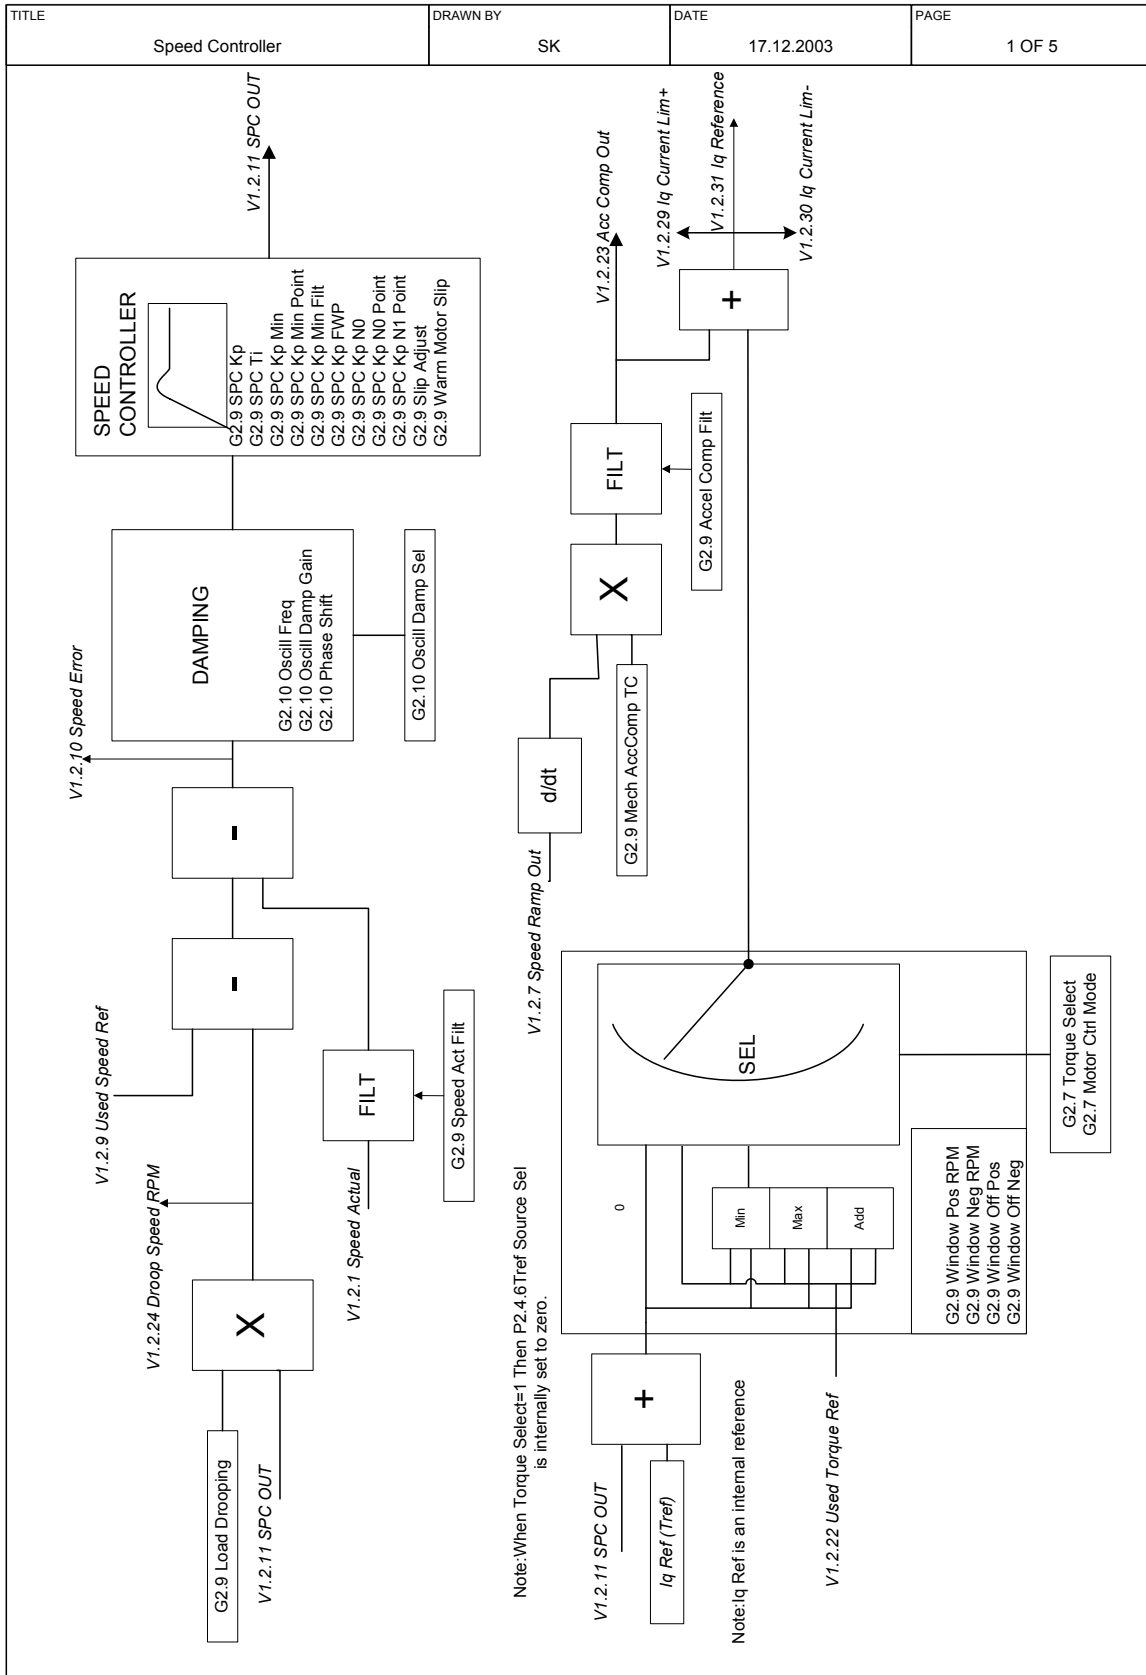 TITLE
Speed Controller
DRAWN BY
SK
DATE
17.12.2003
PAGE
1 OF 5
G2.9 Load Drooping
V1.2.11 SPC OUT
X
V1.2.24 Droop Speed RPM
V1.2.9 Used Speed Ref
-
V1.2.1 Speed Actual
FILT
G2.9 Speed Act Filt
-
V1.2.10 Speed Error
DAMPING
G2.10 Oscill Freq
G2.10 Oscill Damp Gain
G2.10 Phase Shift
G2.10 Oscill Damp Sel
SPEED
CONTROLLER
G2.9 SPC Kp
G2.9 SPC Ti
G2.9 SPC Kp Min
G2.9 SPC Kp Min Point
G2.9 SPC Kp Min Filt
G2.9 SPC Kp FWP
G2.9 SPC Kp N0
G2.9 SPC Kp N0 Point
G2.9 SPC Kp N1 Point
G2.9 Slip Adjust
G2.9 Warm Motor Slip
V1.2.11 SPC OUT
Note:When Torque Select=1 Then P2.4.6Tref Source Sel
is internally set to zero.
V1.2.11 SPC OUT
Iq Ref (Tref)
+
Note:Iq Ref is an internal reference
V1.2.22 Used Torque Ref
0
Min
Max
Add
SEL
G2.9 Window Pos RPM
G2.9 Window Neg RPM
G2.9 Window Off Pos
G2.9 Window Off Neg
G2.7 Torque Select
G2.7 Motor Ctrl Mode
V1.2.7 Speed Ramp Out
d/dt
G2.9 Mech AccComp TC
X
FILT
G2.9 Accel Comp Filt
V1.2.23 Acc Comp Out
+
V1.2.29 Iq Current Lim+
V1.2.31 Iq Reference
V1.2.30 Iq Current Lim-